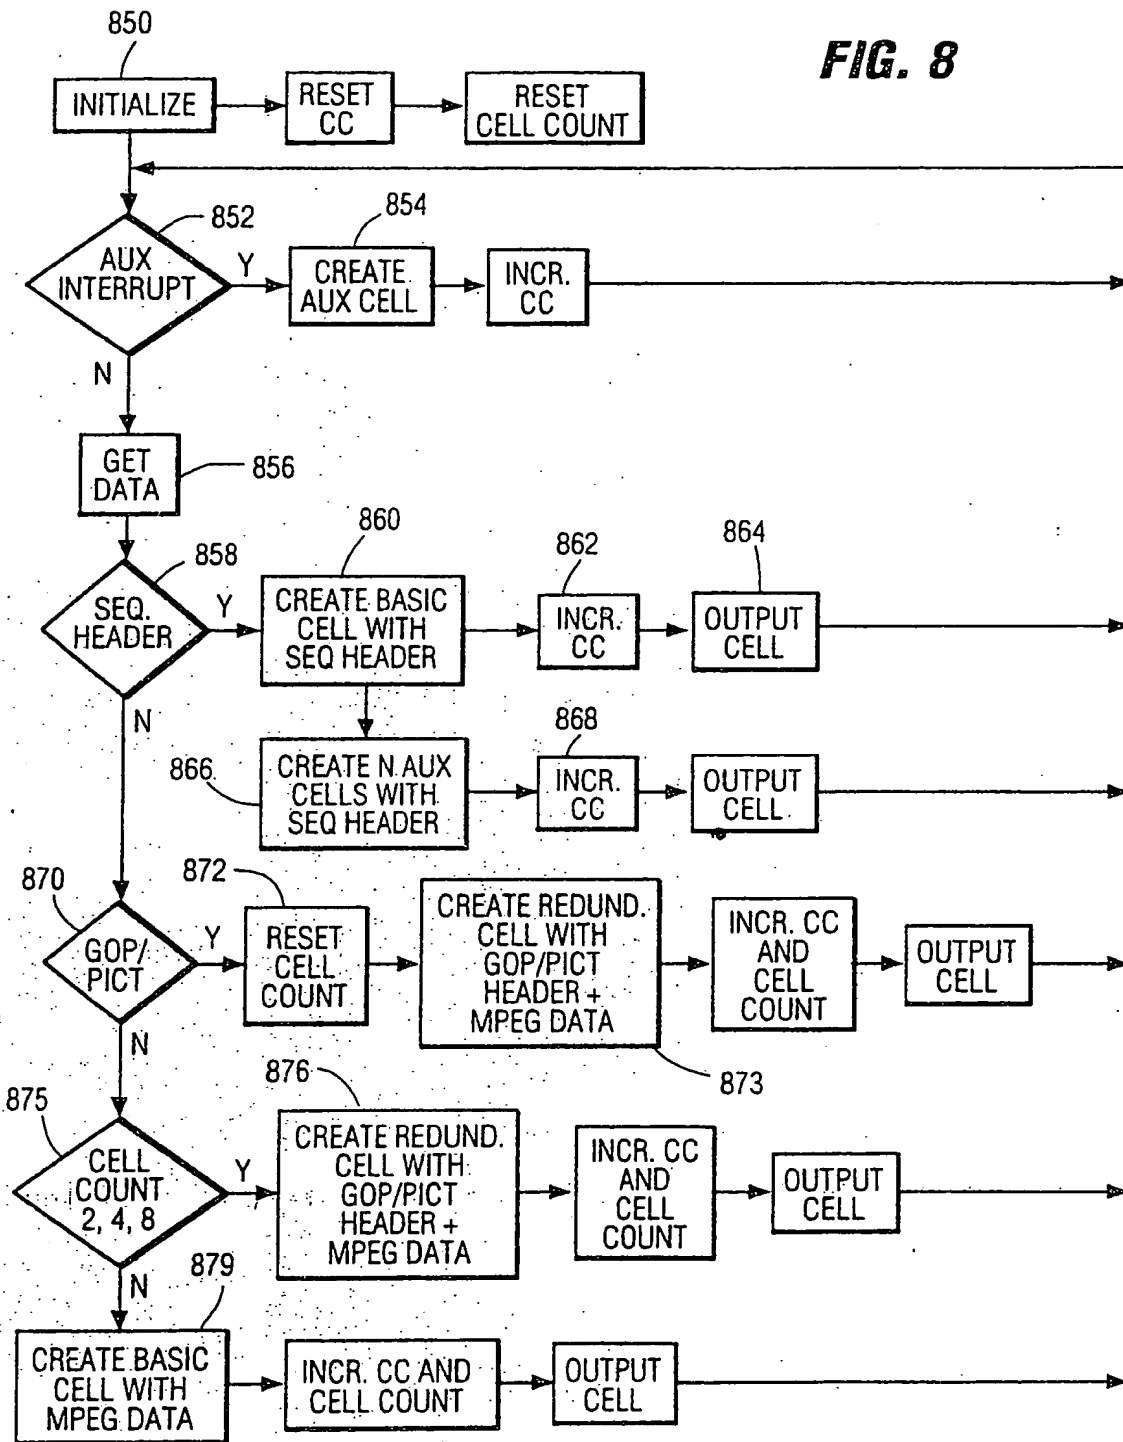 850
FIG. 8
INITIALIZE
RESET
CC
RESET
CELL COUNT
852
AUX
INTERRUPT
Y
854
CREATE
AUX CELL
INCR.
CC
N
GET
DATA
856
858
SEQ.
HEADER
Y
860
CREATE BASIC
CELL WITH
SEQ HEADER
862
INCR.
CC
864
OUTPUT
CELL
N
866
CREATE N AUX
CELLS WITH
SEQ HEADER
868
INCR.
CC
OUTPUT
CELL
870
GOP/
PICT
Y
872
RESET
CELL
COUNT
CREATE REDUND.
CELL WITH
GOP/PICT
HEADER +
MPEG DATA
873
INCR. CC
AND
CELL
COUNT
OUTPUT
CELL
N
875
CELL
COUNT
2, 4, 8
Y
876
CREATE REDUND.
CELL WITH
GOP/PICT
HEADER +
MPEG DATA
INCR. CC
AND
CELL
COUNT
OUTPUT
CELL
N
879
CREATE BASIC
CELL WITH
MPEG DATA
INCR. CC AND
CELL COUNT
OUTPUT
CELL